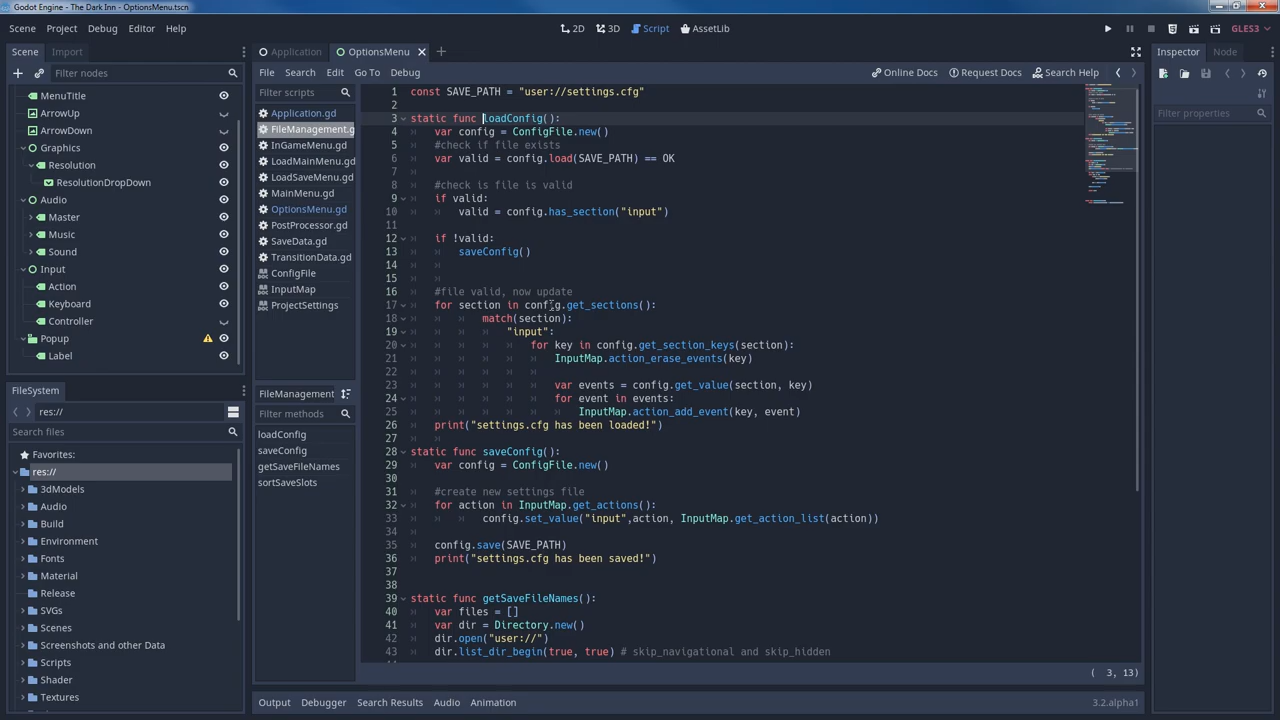 Godot Engine - The Dark Inn - OptionsMenu.tscn
Scene Project Debug Editor Help
2D 3D Script AssetLib
GLES3
Scene Import
Filter nodes
MenuTitle
ArrowUp
ArrowDown
Graphics
Resolution
ResolutionDropDown
Audio
Master
Music
Sound
Input
Action
Keyboard
Controller
Popup
Label
FileSystem
res://
Search files
Favorites:
res://
3dModels
Audio
Build
Environment
Fonts
Material
Release
SVGs
Scenes
Screenshots and other Data
Scripts
Shader
Textures
Application OptionsMenu
File Search Edit Go To Debug
Online Docs Request Docs Search Help
Filter scripts
Application.gd
FileManagement.g
InGameMenu.gd
LoadMainMenu.gd
LoadSaveMenu.gd
MainMenu.gd
OptionsMenu.gd
PostProcessor.gd
SaveData.gd
TransitionData.gd
ConfigFile
InputMap
ProjectSettings
FileManagement
Filter methods
loadConfig
saveConfig
getSaveFileNames
sortSaveSlots
1 const SAVE_PATH = "user://settings.cfg"
2
3 static func loadConfig():
4 var config = ConfigFile.new()
5 #check if file exists
6 var valid = config.load(SAVE_PATH) == OK
7
8 #check is file is valid
9 if valid:
10 valid = config.has_section("input")
11
12 if !valid:
13 saveConfig()
14
15
16 #file valid, now update
17 for section in config.get_sections():
18 match(section):
19 "input":
20 for key in config.get_section_keys(section):
21 InputMap.action_erase_events(key)
22
23 var events = config.get_value(section, key)
24 for event in events:
25 InputMap.action_add_event(key, event)
26 print("settings.cfg has been loaded!")
27
28 static func saveConfig():
29 var config = ConfigFile.new()
30
31 #create new settings file
32 for action in InputMap.get_actions():
33 config.set_value("input",action, InputMap.get_action_list(action))
34
35 config.save(SAVE_PATH)
36 print("settings.cfg has been saved!")
37
38
39 static func getSaveFileNames():
40 var files = []
41 var dir = Directory.new()
42 dir.open("user://")
43 dir.list_dir_begin(true, true) # skip_navigational and skip_hidden
( 3, 13)
Output Debugger Search Results Audio Animation
3.2.alpha1
Inspector Node
Filter properties